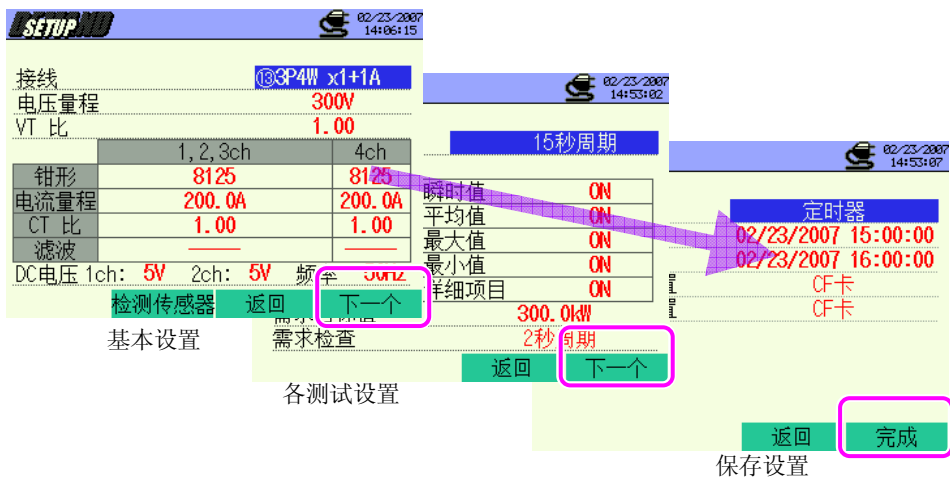 SETUP
02/23/2007
14:06:15
接线 ⑬3P4W x1+1A
电压量程 300V
VT 比 1.00
1,2,3ch 4ch
钳形 8125 8125
电流量程 200.0A 200.0A
CT 比 1.00 1.00
滤波 —— ——
DC电压 1ch: 5V 2ch: 5V 频率 50Hz
检测传感器 返回 下一个
基本设置
02/23/2007
14:53:02
15秒周期
瞬时值 ON
平均值 ON
最大值 ON
最小值 ON
详细项目 ON
300.0kW
需求检查 2秒周期
返回 下一个
各测试设置
02/23/2007
14:53:07
定时器
02/23/2007 15:00:00
02/23/2007 16:00:00
置 CF卡
置 CF卡
返回 完成
保存设置